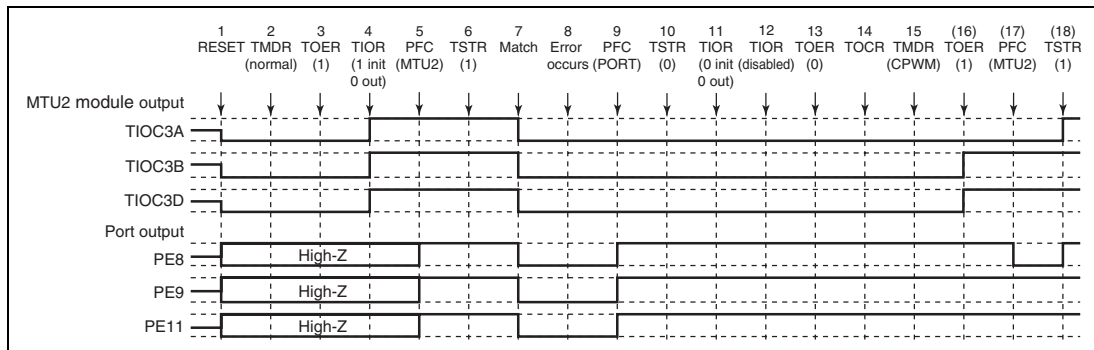 1 2 3 4 5 6 7 8 9 10 11 12 13 14 15 (16) (17) (18)
RESET TMDR TOER TIOR PFC TSTR Match Error PFC TSTR TIOR TIOR TOER TOCR TMDR TOER PFC TSTR
(normal) (1) (1 init (MTU2) (1) occurs (PORT) (0) (0 init (disabled) (0) (CPWM) (1) (MTU2) (1)
0 out) 0 out)
MTU2 module output
TIOC3A
TIOC3B
TIOC3D
Port output
PE8 High-Z
PE9 High-Z
PE11 High-Z